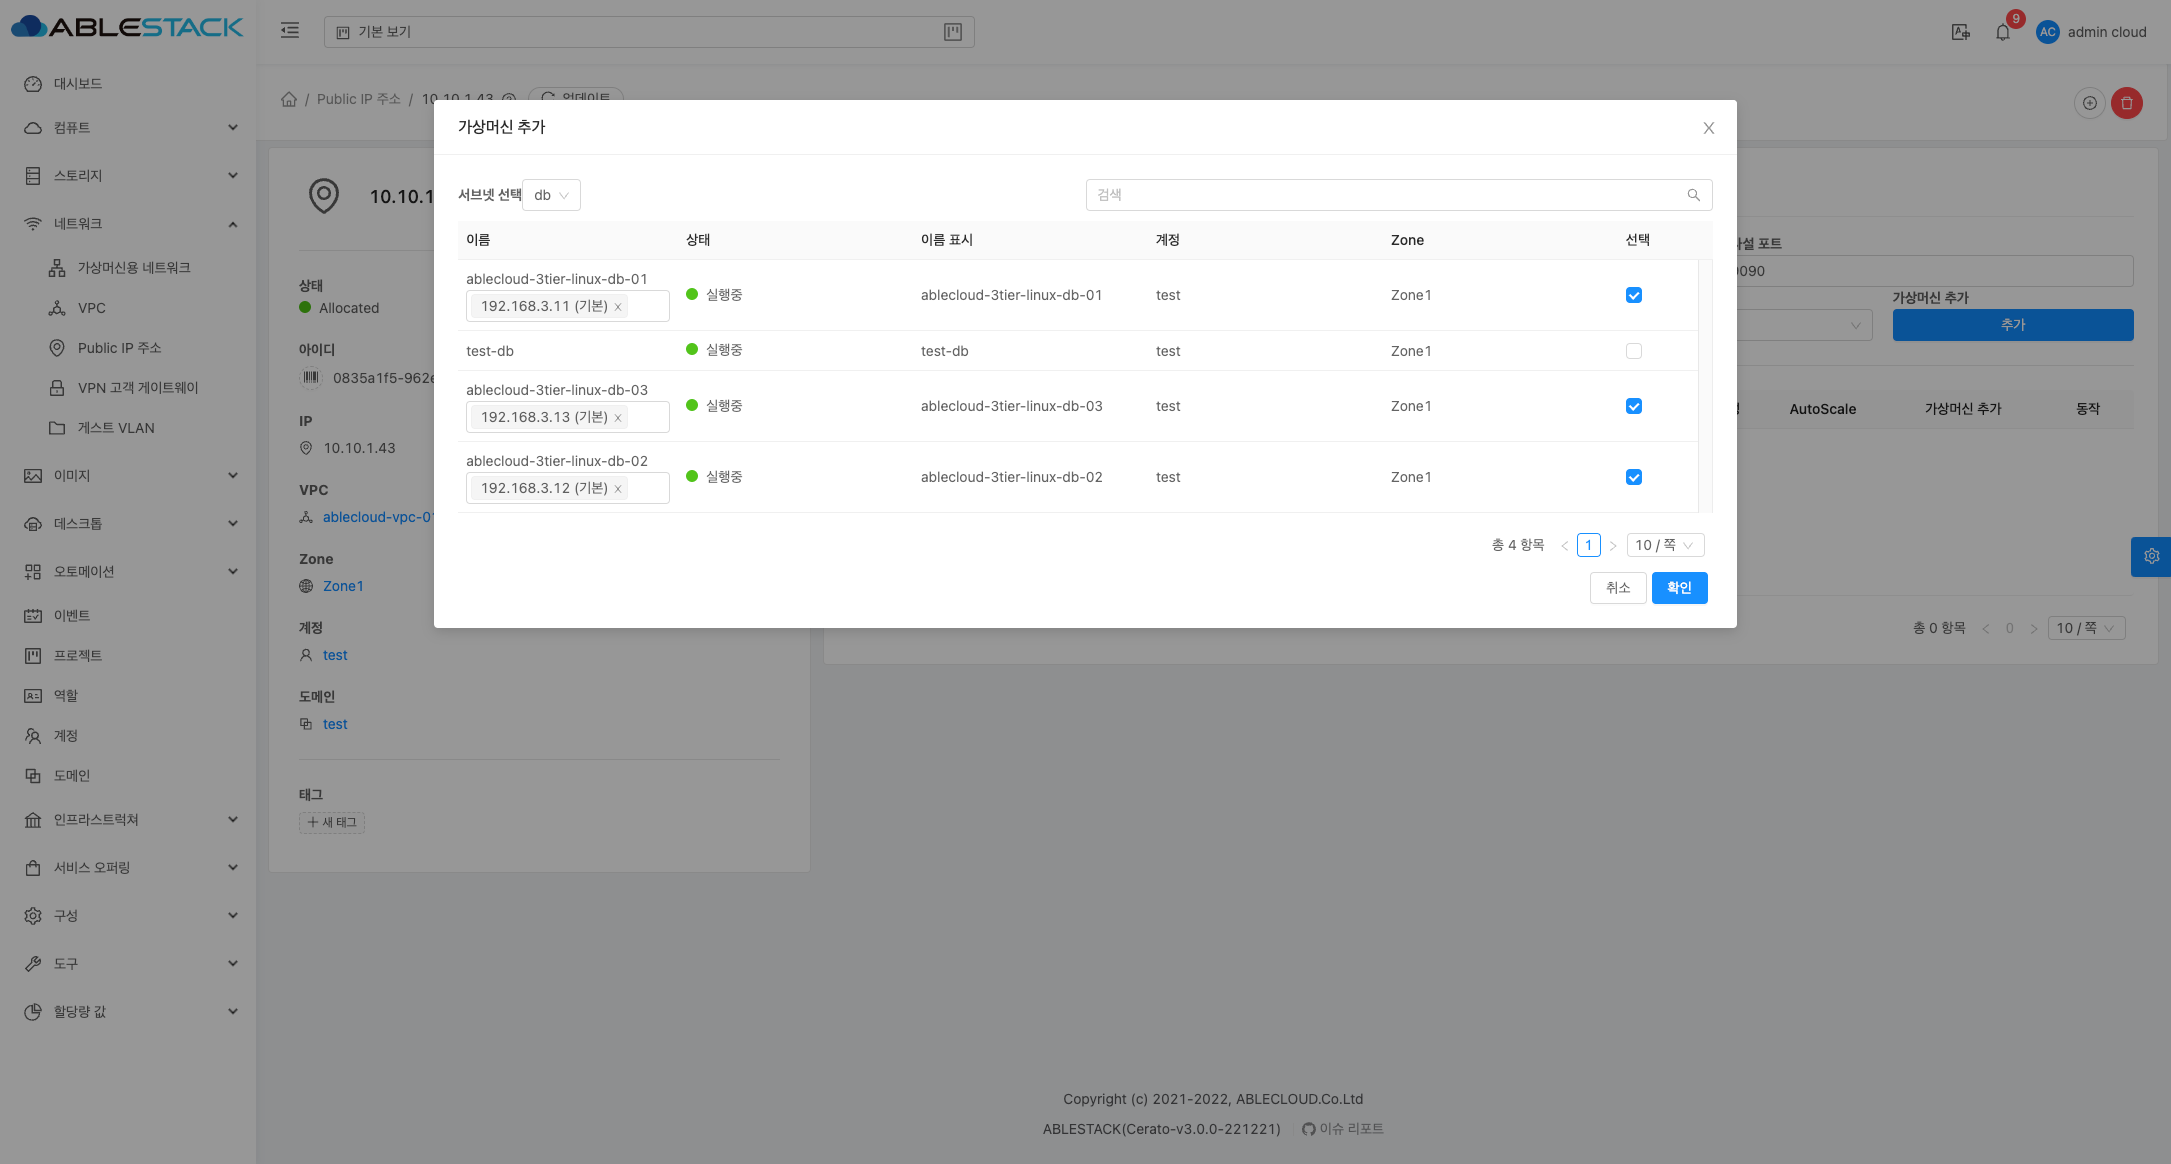 ABLESTACK
기본 보기
9
AC admin cloud
대시보드
컴퓨트
스토리지
네트워크
가상머신용 네트워크
VPC
Public IP 주소
VPN 고객 게이트웨이
게스트 VLAN
이미지
데스크톱
오토메이션
이벤트
프로젝트
역할
계정
도메인
인프라스트럭쳐
서비스 오퍼링
구성
도구
할당량 값
/ Public IP 주소 / 10.10.1.43 업데이트
10.10.1
상태
Allocated
아이디
0835a1f5-962e
IP
10.10.1.43
VPC
ablecloud-vpc-01
Zone
Zone1
계정
test
도메인
test
태그
+ 새 태그
가상머신 추가
서브넷 선택 db
검색
이름 상태 이름 표시 계정 Zone 선택
ablecloud-3tier-linux-db-01
192.168.3.11 (기본) x 실행중 ablecloud-3tier-linux-db-01 test Zone1
test-db 실행중 test-db test Zone1
ablecloud-3tier-linux-db-03
192.168.3.13 (기본) x 실행중 ablecloud-3tier-linux-db-03 test Zone1
ablecloud-3tier-linux-db-02
192.168.3.12 (기본) x 실행중 ablecloud-3tier-linux-db-02 test Zone1
총 4 항목 < 1 > 10 / 쪽
취소 확인
사설 포트
9090
가상머신 추가
추가
AutoScale 가상머신 추가 동작
총 0 항목 < 0 > 10 / 쪽
Copyright (c) 2021-2022, ABLECLOUD.Co.Ltd
ABLESTACK(Cerato-v3.0.0-221221) 이슈 리포트